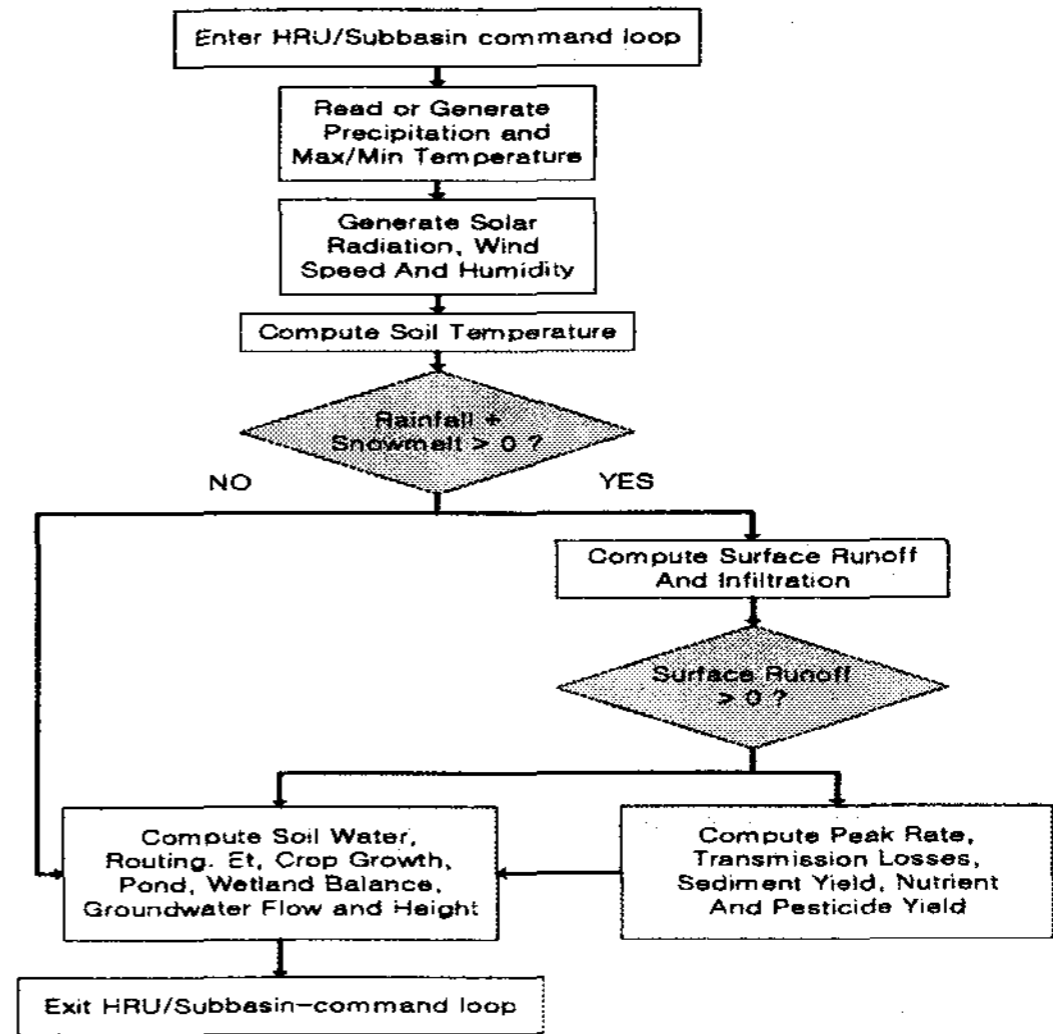 Enter HRU/Subbasin command loop
Read or Generate
Precipitation and
Max/Min Temperature
Generate Solar
Radiation, Wind
Speed And Humidity
Compute Soil Temperature
Rainfall +
Snowmelt > 0 ?
NO
YES
Compute Surface Runoff
And Infiltration
Surface Runoff
> 0 ?
Compute Soil Water,
Routing. Et, Crop Growth,
Pond, Wetland Balance,
Groundwater Flow and Height
Compute Peak Rate,
Transmission Losses,
Sediment Yield, Nutrient
And Pesticide Yield
Exit HRU/Subbasin-command loop